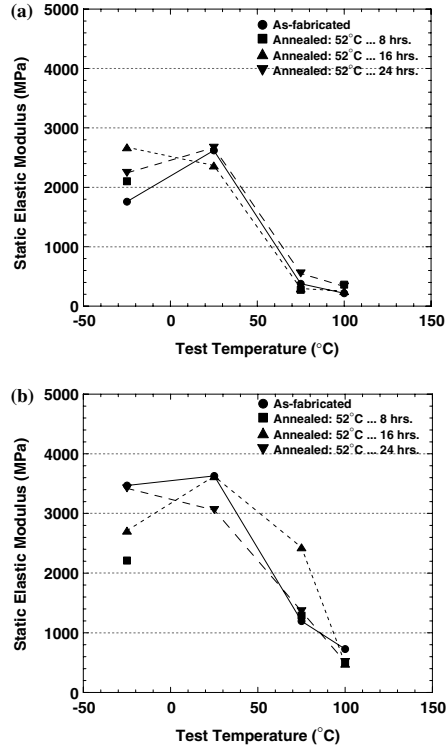 (a)
5000
4000
3000
2000
1000
0
Static Elastic Modulus (MPa)
As-fabricated
Annealed: 52°C ... 8 hrs.
Annealed: 52°C ... 16 hrs.
Annealed: 52°C ... 24 hrs.
-50 0 50 100 150
Test Temperature (°C)
(b)
5000
4000
3000
2000
1000
0
Static Elastic Modulus (MPa)
As-fabricated
Annealed: 52°C ... 8 hrs.
Annealed: 52°C ... 16 hrs.
Annealed: 52°C ... 24 hrs.
-50 0 50 100 150
Test Temperature (°C)